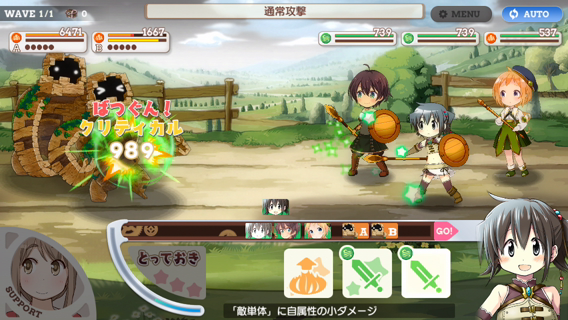 WAVE 1/1 0
通常攻撃
MENU
AUTO
6471
1667
A
B
739
739
537
ばつぐん!
クリティカル
989
A B GO!
とっておき
SUPPORT
「敵単体」に自属性の小ダメージ